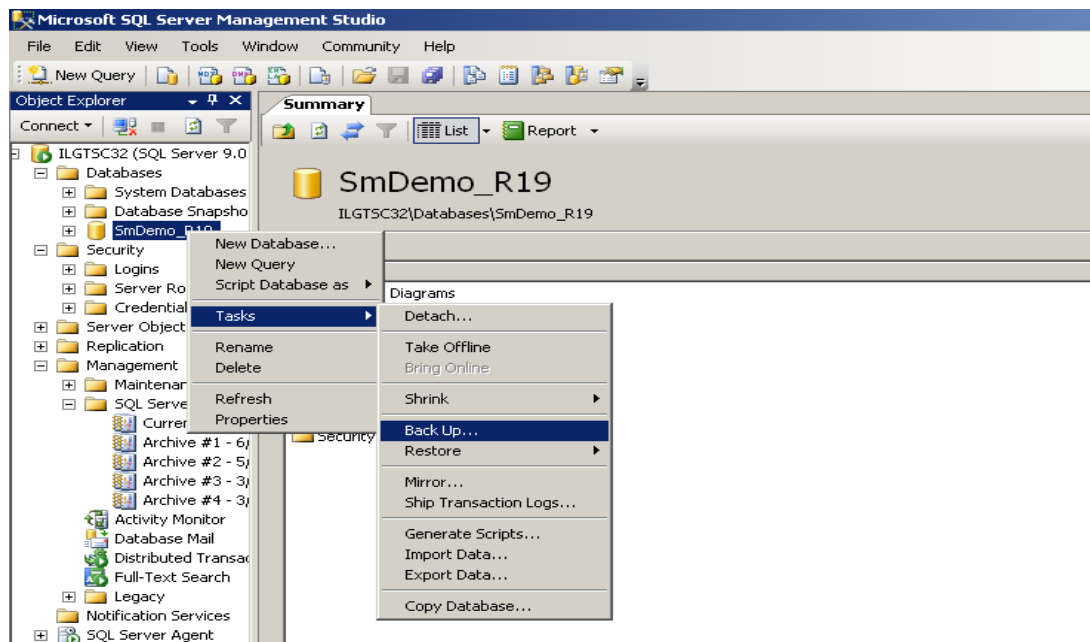 Microsoft SQL Server Management Studio
File Edit View Tools Window Community Help
New Query
Object Explorer
Connect
ILGTSC32 (SQL Server 9.0
Databases
System Databases
Database Snapsho
SmDemo_R19
Security
Logins
Server Ro
Credential
Server Object
Replication
Management
Maintenar
SQL Serve
Currer
Archive #1 - 6/
Archive #2 - 5/
Archive #3 - 3/
Archive #4 - 3/
Activity Monitor
Database Mail
Distributed Transac
Full-Text Search
Legacy
Notification Services
SQL Server Agent
Summary
List Report
SmDemo_R19
ILGTSC32\Databases\SmDemo_R19
Diagrams
Security
New Database...
New Query
Script Database as
Tasks
Rename
Delete
Refresh
Properties
Detach...
Take Offline
Bring Online
Shrink
Back Up...
Restore
Mirror...
Ship Transaction Logs...
Generate Scripts...
Import Data...
Export Data...
Copy Database...